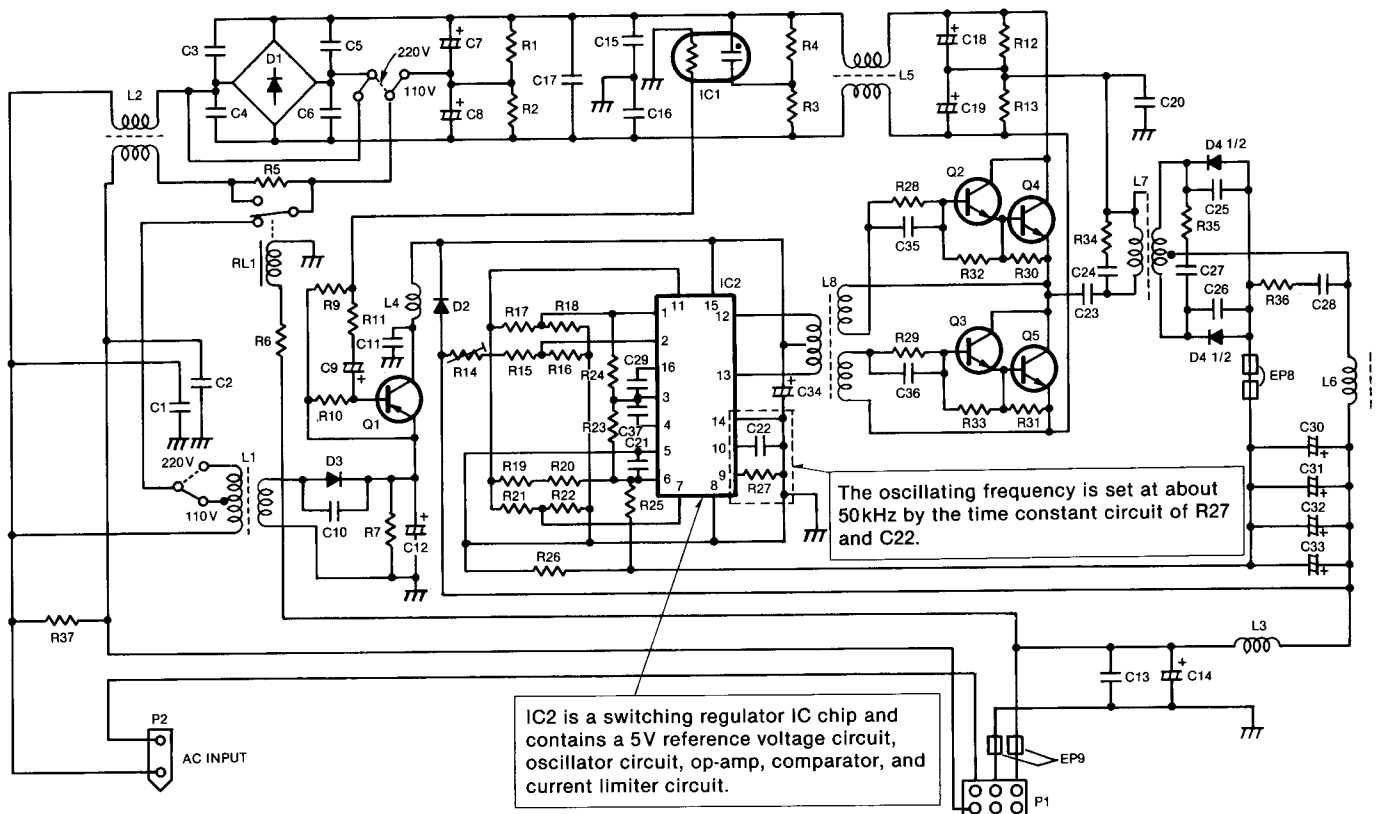 C3
D1
C5
220V
C7
R1
C15
R4
C18
R12
C17
L5
L2
C4
C6
110V
C8
R2
C16
IC1
R3
C19
R13
C20
R5
D4 1/2
Q2
Q4
L7
R28
C25
C35
R34
R35
RL1
IC2
R32
R30
C24
C27
L8
C23
C26
R36
C28
R9
L4
D2
11
15
R17
R18
1
12
Q3
Q5
D4 1/2
R6
R11
C11
2
R29
C29
C9
R14
R15
R16
R24
16
13
C36
EP8
L6
C2
3
C34
C1
R10
Q1
R23
C37
4
14
R33
R31
C22
C21
10
C30
220V
L1
D3
R19
R20
5
9
R27
6
7
8
C31
110V
C10
R7
C12
R21
R22
R25
C32
R26
C33
The oscillating frequency is set at about
50kHz by the time constant circuit of R27
and C22.
R37
L3
C13
C14
P2
AC INPUT
IC2 is a switching regulator IC chip and
contains a 5V reference voltage circuit,
oscillator circuit, op-amp, comparator, and
current limiter circuit.
EP9
P1